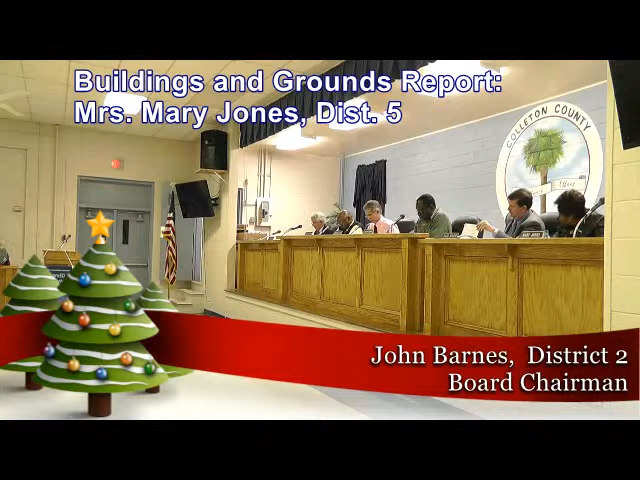 Buildings and Grounds Report:
Mrs. Mary Jones, Dist. 5
COLLETON COUNTY
John Barnes, District 2
Board Chairman